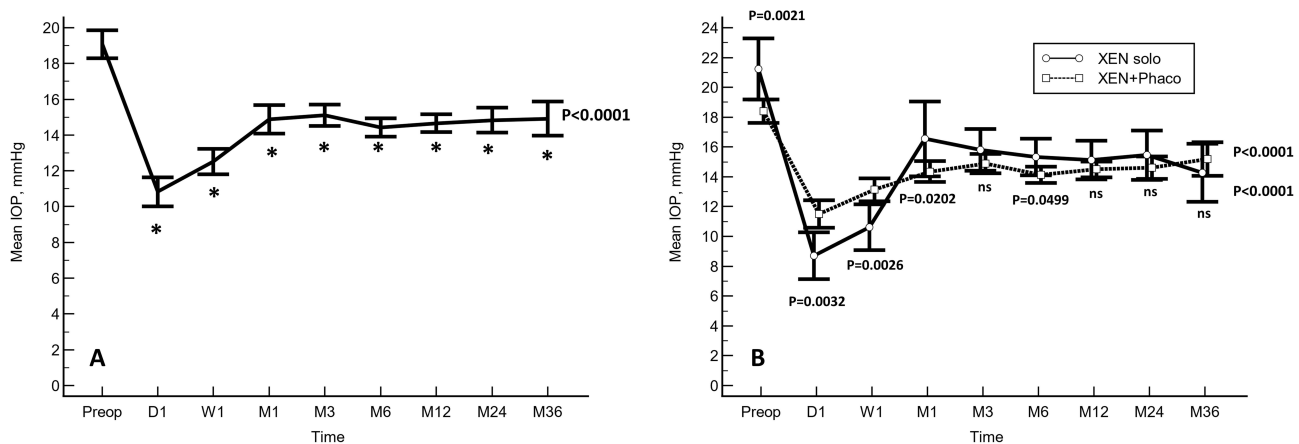 20
18
16
14
12
10
8
6
4
2
0
Mean IOP, mmHg
P<0.0001
* * * * * * * *
A
Preop D1 W1 M1 M3 M6 M12 M24 M36
Time
24
22
20
18
16
14
12
10
8
6
4
2
0
Mean IOP, mmHg
P=0.0021
XEN solo
XEN+Phaco
P<0.0001
P<0.0001
P=0.0202 ns P=0.0499 ns ns ns
P=0.0026
P=0.0032
B
Preop D1 W1 M1 M3 M6 M12 M24 M36
Time